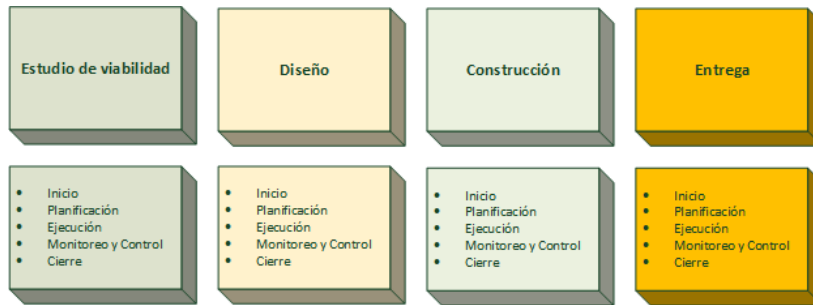 Estudio de viabilidad
Diseño
Construcción
Entrega
• Inicio
• Planificación
• Ejecución
• Monitoreo y Control
• Cierre
• Inicio
• Planificación
• Ejecución
• Monitoreo y Control
• Cierre
• Inicio
• Planificación
• Ejecución
• Monitoreo y Control
• Cierre
• Inicio
• Planificación
• Ejecución
• Monitoreo y Control
• Cierre